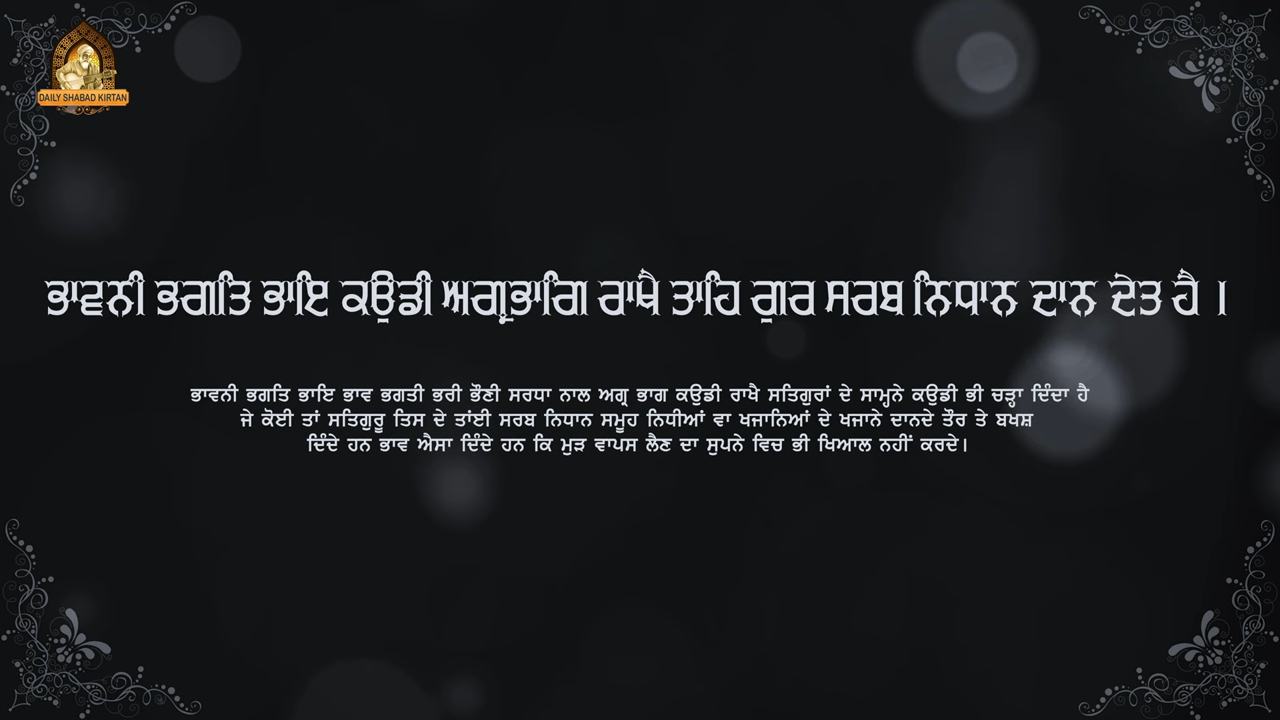 DAILY SHABAD KIRTAN
ਭਾਵਨੀ ਭਗਤਿ ਭਾਇ ਕਉਡੀ ਅਗ੍ਰਭਾਗਿ ਰਾਖੈ ਤਾਹਿ ਗੁਰ ਸਰਬ ਨਿਧਾਨ ਦਾਨ ਦੇਤ ਹੈ ।
ਭਾਵਨੀ ਭਗਤਿ ਭਾਇ ਭਾਵ ਭਗਤੀ ਭਰੀ ਭੌਣੀ ਸਰਧਾ ਨਾਲ ਅਗ੍ਰ ਭਾਗ ਕਉਡੀ ਰਾਖੈ ਸਤਿਗੁਰਾਂ ਦੇ ਸਾਮ੍ਹਨੇ ਕਉਡੀ ਭੀ ਚੜ੍ਹਾ ਦਿੰਦਾ ਹੈ
ਜੇ ਕੋਈ ਤਾਂ ਸਤਿਗੁਰੂ ਤਿਸ ਦੇ ਤਾਂਈ ਸਰਬ ਨਿਧਾਨ ਸਮੂਹ ਨਿਧੀਆਂ ਵਾ ਖਜਾਨਿਆਂ ਦੇ ਖਜਾਨੇ ਦਾਨਦੇ ਤੌਰ ਤੇ ਬਖਸ਼
ਦਿੰਦੇ ਹਨ ਭਾਵ ਐਸਾ ਦਿੰਦੇ ਹਨ ਕਿ ਮੁੜ ਵਾਪਸ ਲੈਣ ਦਾ ਸੁਪਨੇ ਵਿਚ ਭੀ ਖਿਆਲ ਨਹੀਂ ਕਰਦੇ।